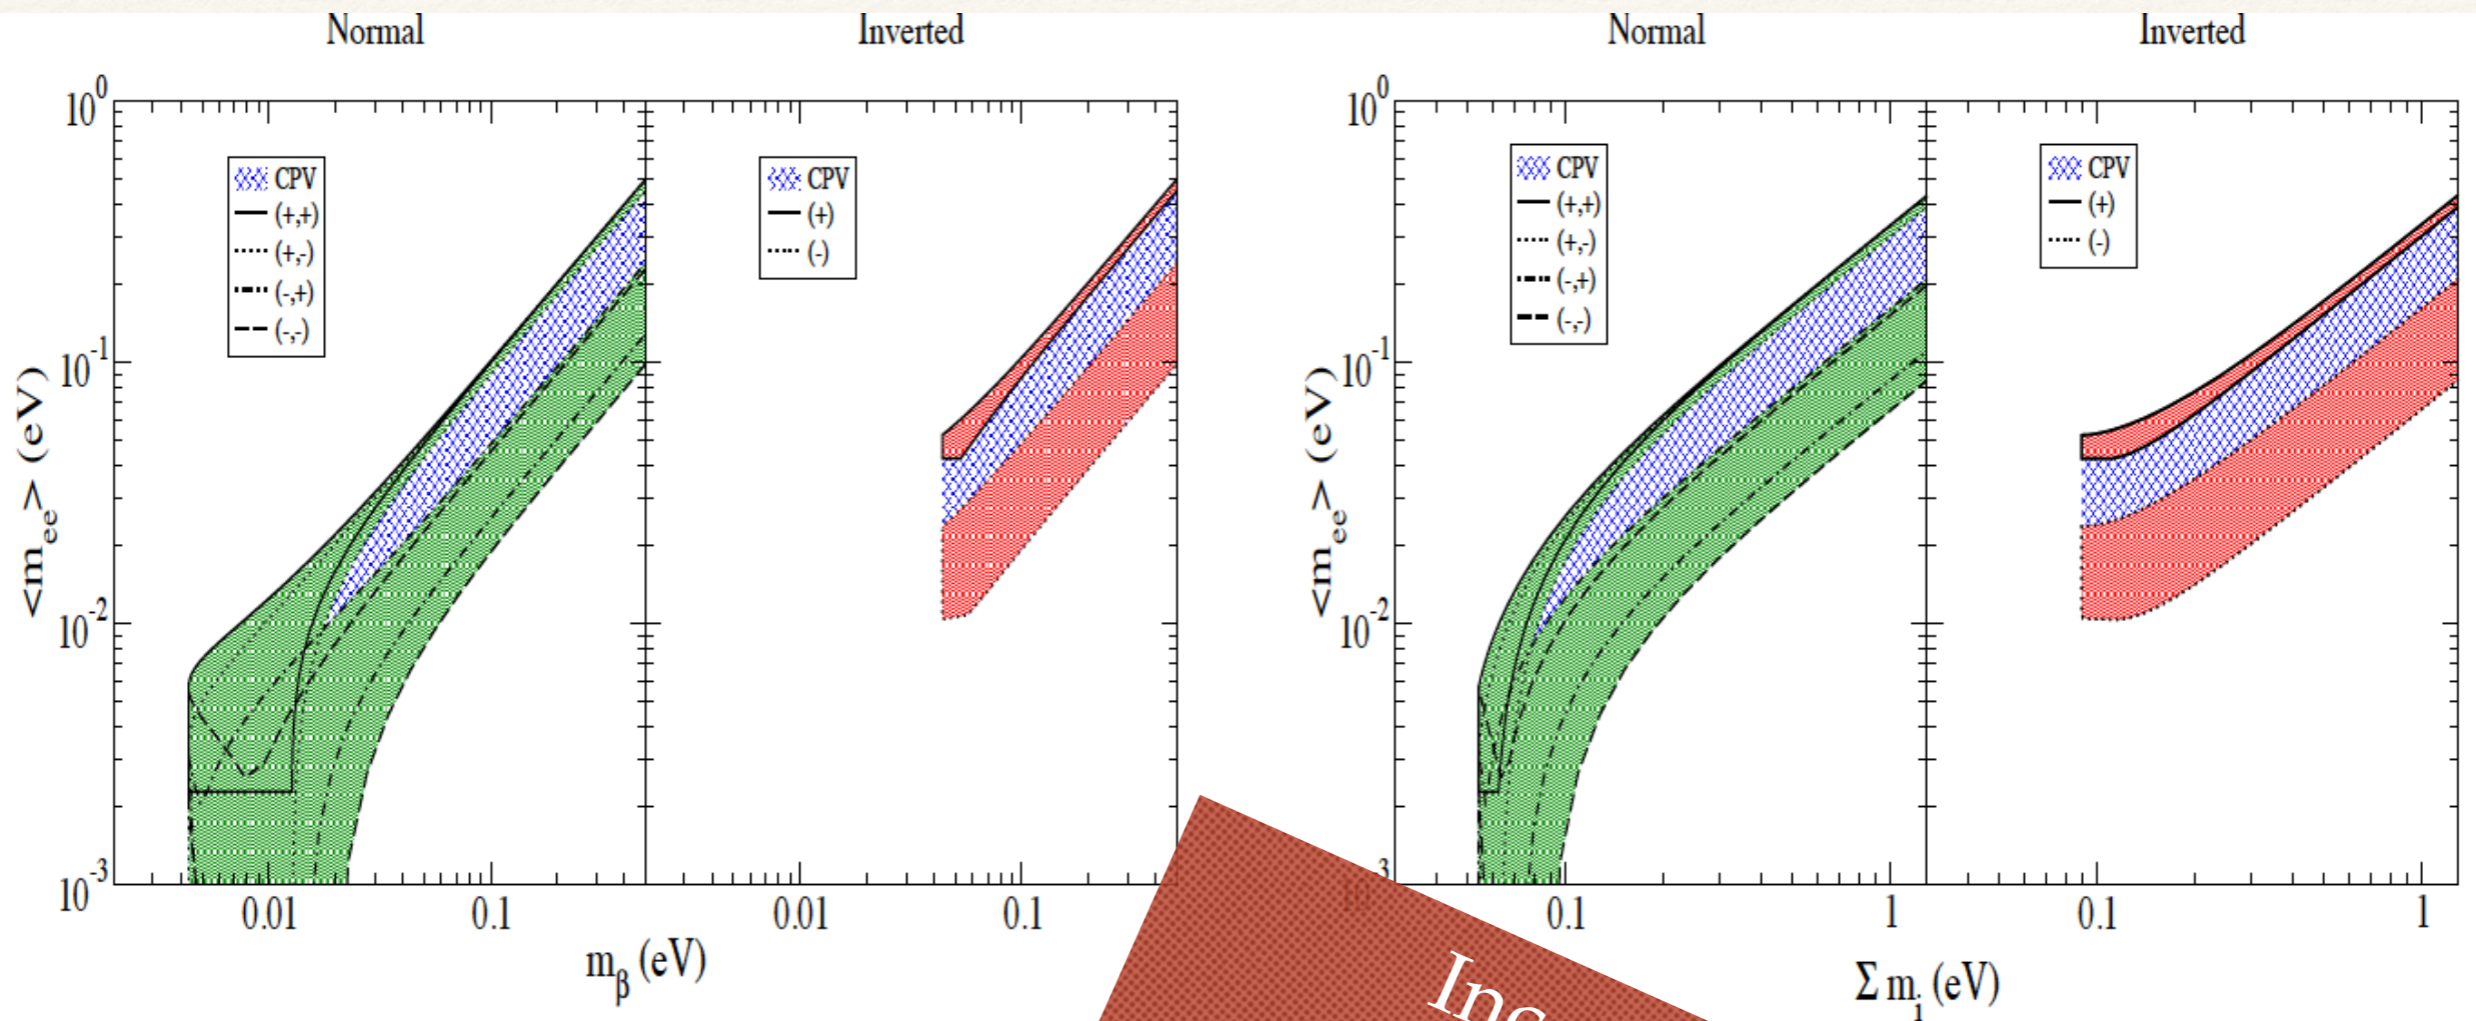 Normal Inverted Normal Inverted
10^0
10^-1
10^-2
10^-3
<m_ee> (eV)
CPV
(+,+)
(+,-)
(-,+)
(-,-)
CPV
(+)
(-)
0.01 0.1 0.01 0.1
m_β (eV)
10^0
10^-1
10^-2
10^-3
<m_ee> (eV)
CPV
(+,+)
(+,-)
(-,+)
(-,-)
CPV
(+)
(-)
0.1 1 0.1 1
Σ m_i (eV)